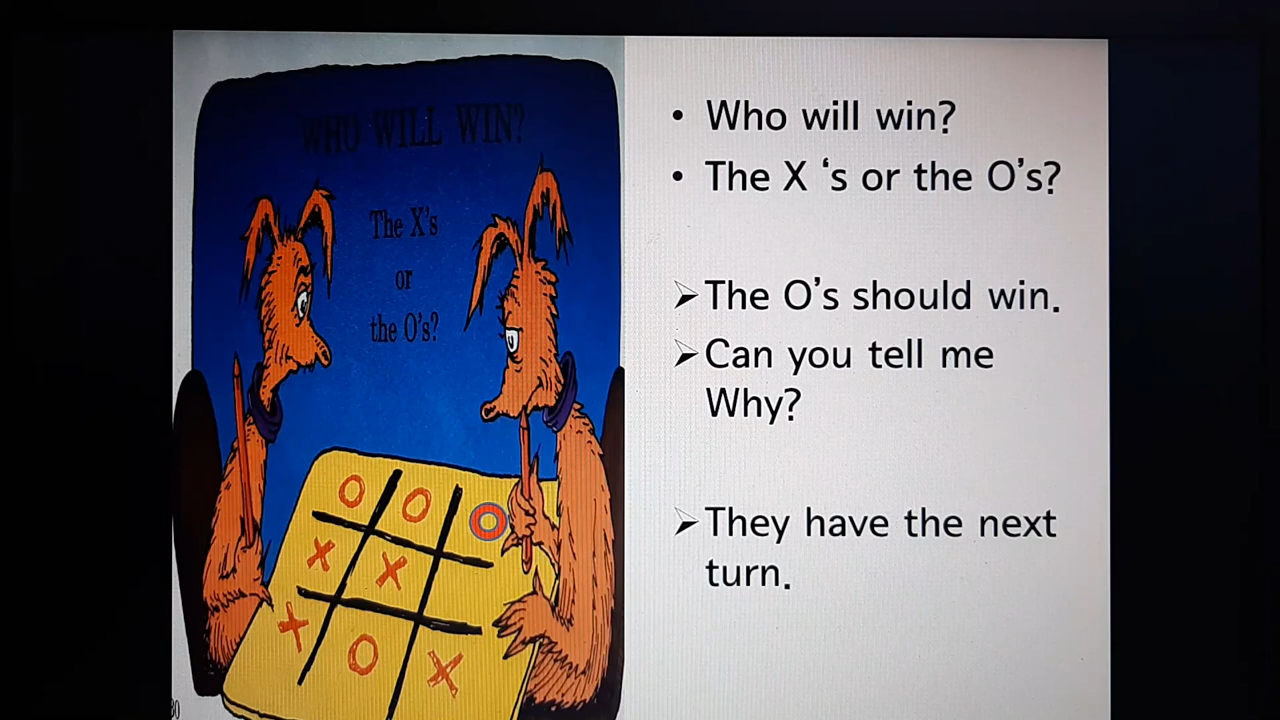 WHO WILL WIN?
The X's
or
the O's?
O O O
X X
X O X
30
• Who will win?
• The X ‘s or the O’s?
➢ The O’s should win.
➢ Can you tell me
Why?
➢ They have the next
turn.